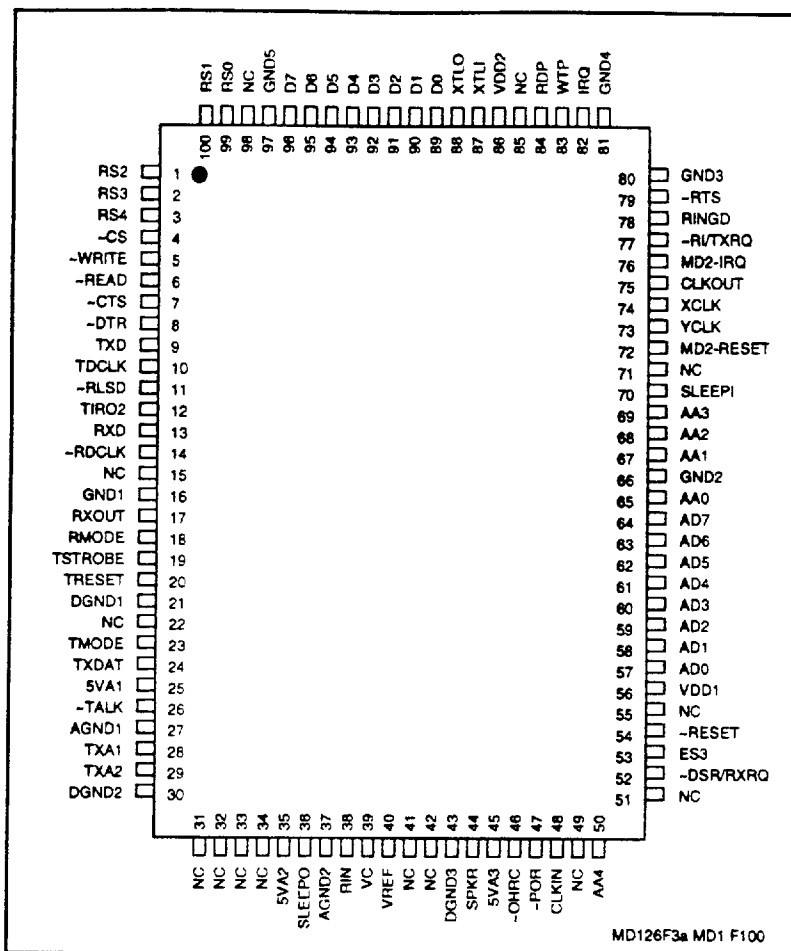 RS1 RS0 NC GND5 D7 D6 D5 D4 D3 D2 D1 D0 XTLO XTLI VDD2 NC RDP WTP IRQ GND4
100 99 98 97 96 95 94 93 92 91 90 89 88 87 86 85 84 83 82 81
RS2 1 80 GND3
RS3 2 79 ~RTS
RS4 3 78 RINGD
~CS 4 77 ~RI/TXRQ
~WRITE 5 76 MD2-IRQ
~READ 6 75 CLKOUT
~CTS 7 74 XCLK
~DTR 8 73 YCLK
TXD 9 72 MD2-RESET
TDCLK 10 71 NC
~RLSD 11 70 SLEEPI
TIRO2 12 69 AA3
RXD 13 68 AA2
~RDCLK 14 67 AA1
NC 15 66 GND2
GND1 16 65 AA0
RXOUT 17 64 AD7
RMODE 18 63 AD6
TSTROBE 19 62 AD5
TRESET 20 61 AD4
DGND1 21 60 AD3
NC 22 59 AD2
TMODE 23 58 AD1
TXDAT 24 57 AD0
5VA1 25 56 VDD1
~TALK 26 55 NC
AGND1 27 54 ~RESET
TXA1 28 53 ES3
TXA2 29 52 ~DSR/RXRQ
DGND2 30 51 NC
31 32 33 34 35 36 37 38 39 40 41 42 43 44 45 46 47 48 49 50
NC NC NC NC 5VA2 SLEEPO AGND2 RIN VC VREF NC NC DGND3 SPKR 5VA3 ~OHRC ~POR CLKIN NC AA4
MD126F3a MD1 F100